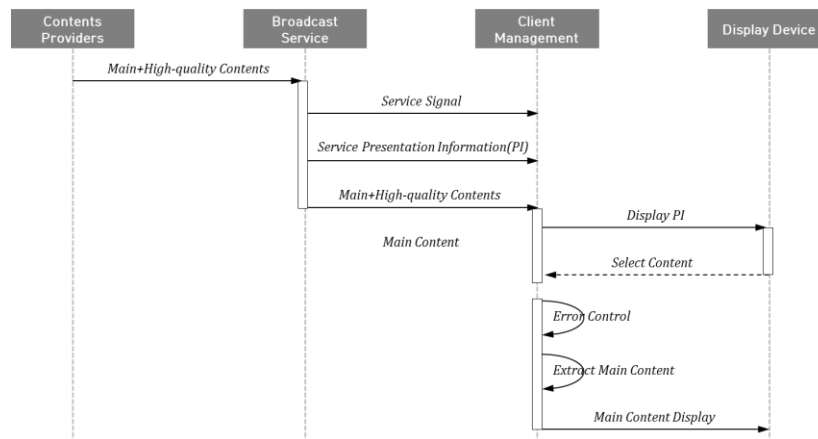 Contents
Providers
Broadcast
Service
Client
Management
Display Device
Main+High-quality Contents
Service Signal
Service Presentation Information(PI)
Main+High-quality Contents
Display PI
Main Content
Select Content
Error Control
Extract Main Content
Main Content Display